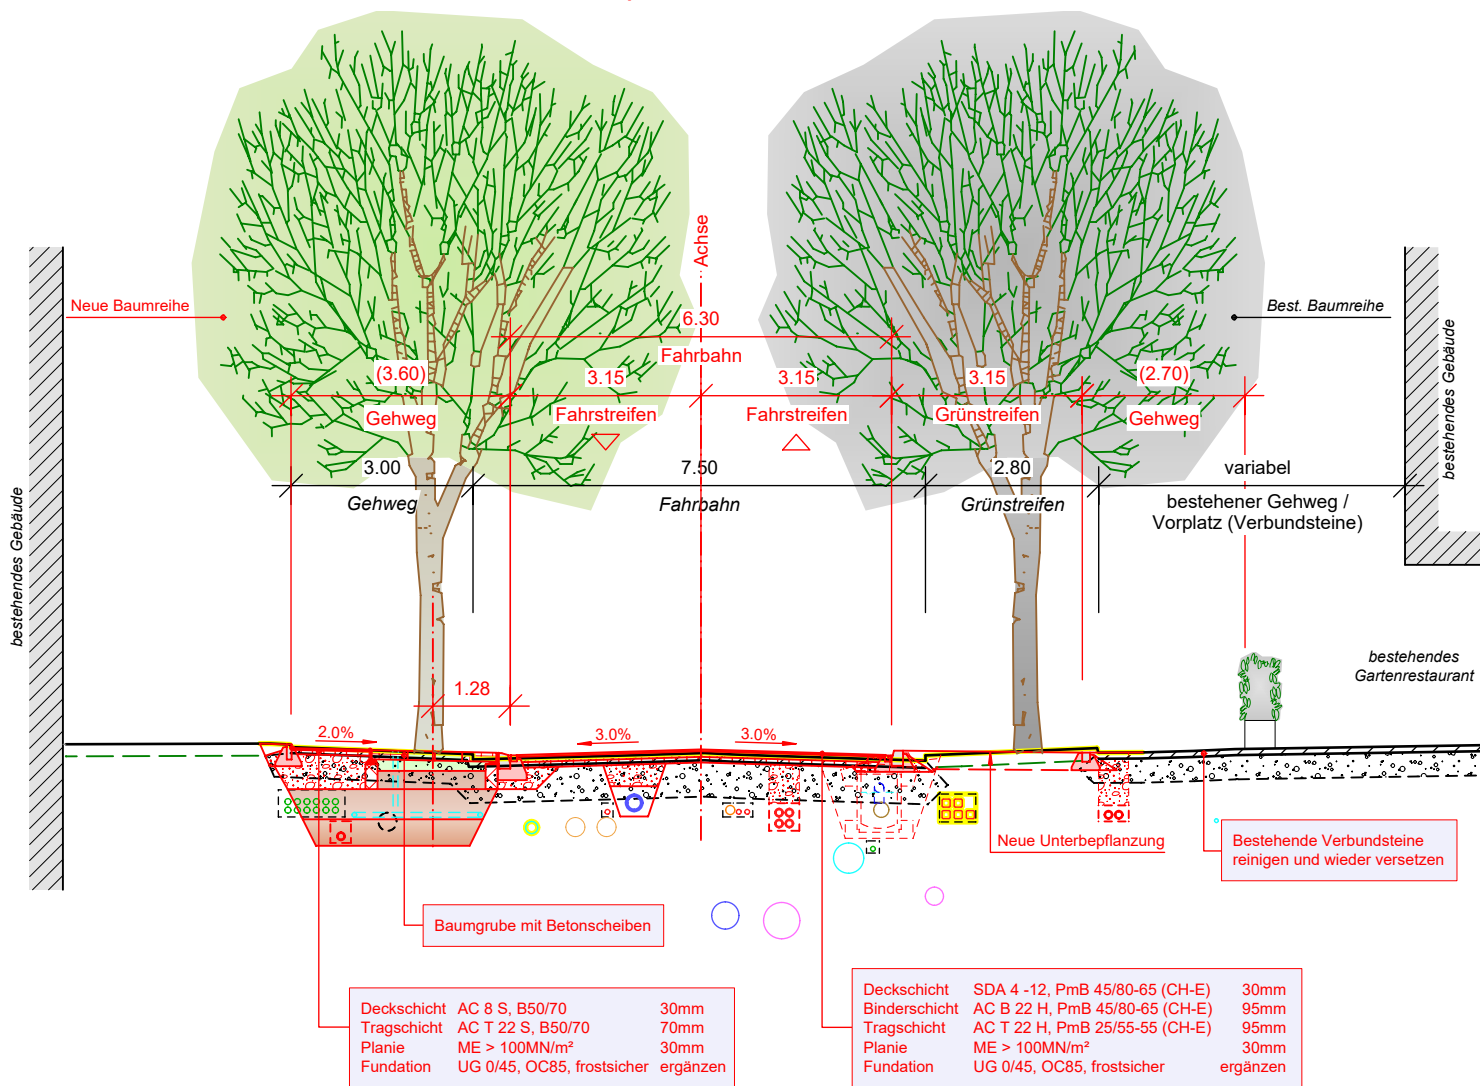 Achse
Neue Baumreihe
Best. Baumreihe
6.30
Fahrbahn
(3.60)
3.15
3.15
3.15
(2.70)
Gehweg
Fahrstreifen
Fahrstreifen
Grünstreifen
Gehweg
3.00
7.50
2.80
variabel
Gehweg
Fahrbahn
Grünstreifen
bestehener Gehweg /
Vorplatz (Verbundsteine)
bestehendes Gebäude
bestehendes Gebäude
bestehendes Gebäude
bestehendes
Gartenrestaurant
1.28
2.0%
3.0%
3.0%
Neue Unterbepflanzung
Bestehende Verbundsteine
reinigen und wieder versetzen
Baumgrube mit Betonscheiben
Deckschicht AC 8 S, B50/70 30mm
Tragschicht AC T 22 S, B50/70 70mm
Planie ME > 100MN/m² 30mm
Fundation UG 0/45, OC85, frostsicher ergänzen
Deckschicht SDA 4 -12, PmB 45/80-65 (CH-E) 30mm
Binderschicht AC B 22 H, PmB 45/80-65 (CH-E) 95mm
Tragschicht AC T 22 H, PmB 25/55-55 (CH-E) 95mm
Planie ME > 100MN/m² 30mm
Fundation UG 0/45, OC85, frostsicher ergänzen